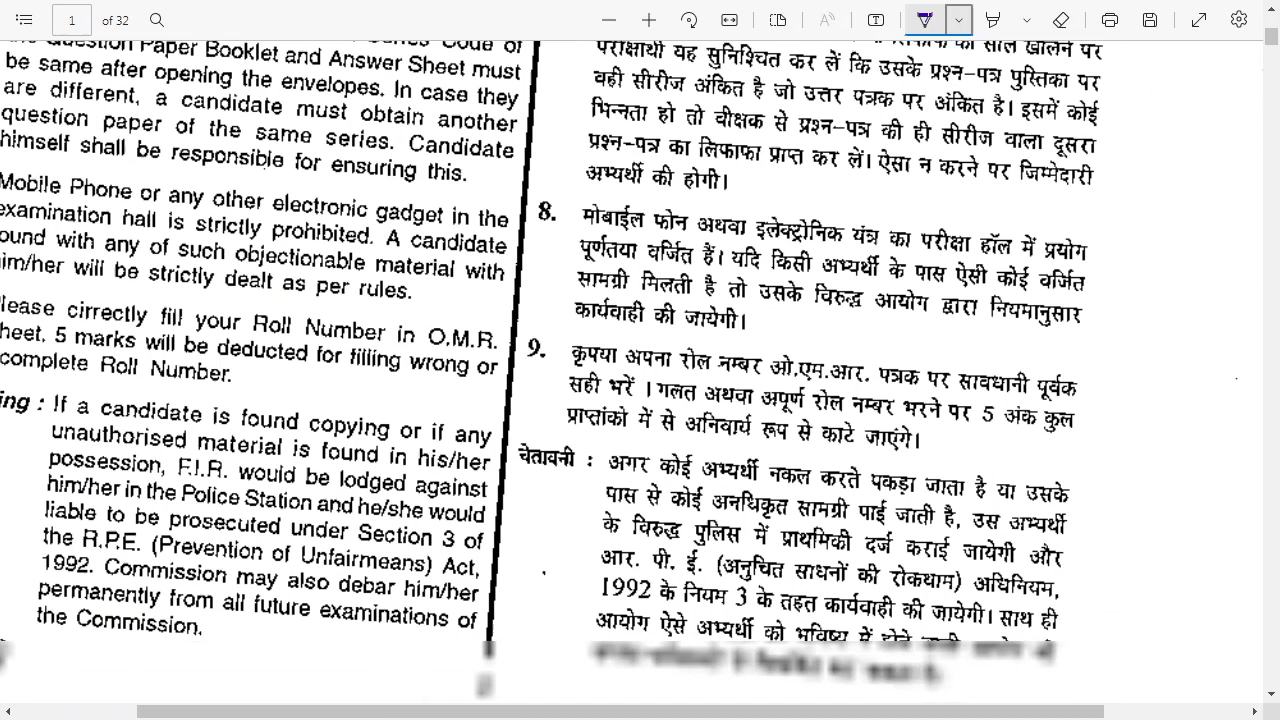 1 of 32
Question Paper Booklet and Answer Sheet must
be same after opening the envelopes. In case they
are different, a candidate must obtain another
question paper of the same series. Candidate
himself shall be responsible for ensuring this.
Mobile Phone or any other electronic gadget in the
examination hall is strictly prohibited. A candidate
ound with any of such objectionable material with
im/her will be strictly dealt as per rules.
lease cirrectly fill your Roll Number in O.M.R.
heet, 5 marks will be deducted for filling wrong or
complete Roll Number.
ing : If a candidate is found copying or if any
unauthorised material is found in his/her
possession, F.I.R. would be lodged against
him/her in the Police Station and he/she would
liable to be prosecuted under Section 3 of
the R.P.E. (Prevention of Unfairmeans) Act,
1992. Commission may also debar him/her
permanently from all future examinations of
the Commission.
परीक्षार्थी यह सुनिश्चित कर लें कि उसके प्रश्न-पत्र पुस्तिका पर
वही सीरीज अंकित है जो उत्तर पत्रक पर अंकित है। इसमें कोई
भिन्नता हो तो वीक्षक से प्रश्न-पत्र की ही सीरीज वाला दूसरा
प्रश्न-पत्र का लिफाफा प्राप्त कर लें। ऐसा न करने पर जिम्मेदारी
अभ्यर्थी की होगी।
8. मोबाईल फोन अथवा इलेक्ट्रोनिक यंत्र का परीक्षा हॉल में प्रयोग
पूर्णतया वर्जित हैं। यदि किसी अभ्यर्थी के पास ऐसी कोई वर्जित
सामग्री मिलती है तो उसके विरुद्ध आयोग द्वारा नियमानुसार
कार्यवाही की जायेगी।
9. कृपया अपना रोल नम्बर ओ.एम.आर. पत्रक पर सावधानी पूर्वक
सही भरें । गलत अथवा अपूर्ण रोल नम्बर भरने पर 5 अंक कुल
प्राप्तांको में से अनिवार्य रूप से काटे जाएंगे।
चेतावनी : अगर कोई अभ्यर्थी नकल करते पकड़ा जाता है या उसके
पास से कोई अनधिकृत सामग्री पाई जाती है, उस अभ्यर्थी
के विरुद्ध पुलिस में प्राथमिकी दर्ज कराई जायेगी और
आर. पी. ई. (अनुचित साधनों की रोकथाम) अधिनियम,
1992 के नियम 3 के तहत कार्यवाही की जायेगी। साथ ही
आयोग ऐसे अभ्यर्थी को भविष्य में होने